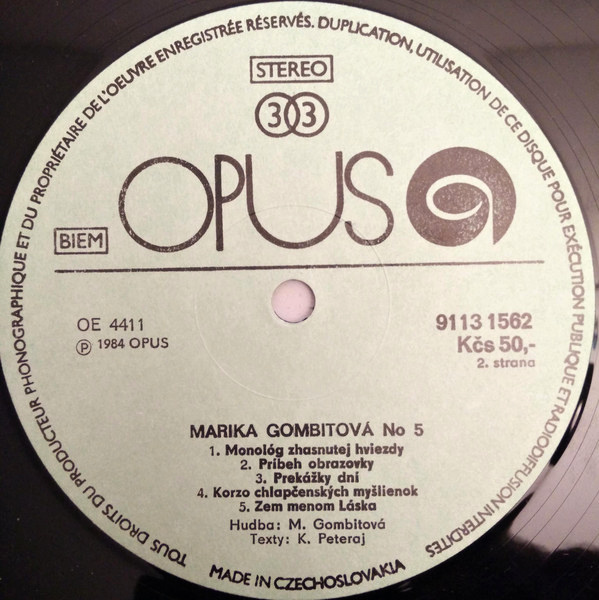 TOUS DROITS DU PRODUCTEUR PHONOGRAPHIQUE ET DU PROPRIÉTAIRE DE L'OEUVRE ENREGISTRÉE RÉSERVÉS. DUPLICATION, UTILISATION DE CE DISQUE POUR EXÉCUTION PUBLIQUE ET RADIODIFFUSION INTERDITES
STEREO
33
OPUS
BIEM
OE 4411
Ⓟ 1984 OPUS
9113 1562
Kčs 50,-
2. strana
MARIKA GOMBITOVÁ No 5
1. Monológ zhasnutej hviezdy
2. Príbeh obrazovky
3. Prekážky dní
4. Korzo chlapčenských myšlienok
5. Zem menom Láska
Hudba: M. Gombitová
Texty: K. Peteraj
MADE IN CZECHOSLOVAKIA